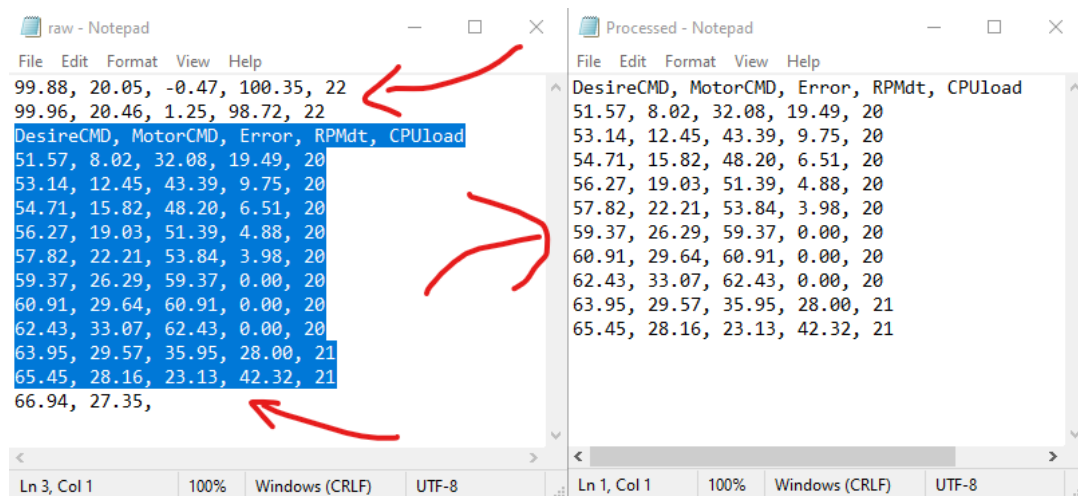 raw - Notepad
File Edit Format View Help
99.88, 20.05, -0.47, 100.35, 22
99.96, 20.46, 1.25, 98.72, 22
DesireCMD, MotorCMD, Error, RPMdt, CPUload
51.57, 8.02, 32.08, 19.49, 20
53.14, 12.45, 43.39, 9.75, 20
54.71, 15.82, 48.20, 6.51, 20
56.27, 19.03, 51.39, 4.88, 20
57.82, 22.21, 53.84, 3.98, 20
59.37, 26.29, 59.37, 0.00, 20
60.91, 29.64, 60.91, 0.00, 20
62.43, 33.07, 62.43, 0.00, 20
63.95, 29.57, 35.95, 28.00, 21
65.45, 28.16, 23.13, 42.32, 21
66.94, 27.35,
Ln 3, Col 1 100% Windows (CRLF) UTF-8
Processed - Notepad
File Edit Format View Help
DesireCMD, MotorCMD, Error, RPMdt, CPUload
51.57, 8.02, 32.08, 19.49, 20
53.14, 12.45, 43.39, 9.75, 20
54.71, 15.82, 48.20, 6.51, 20
56.27, 19.03, 51.39, 4.88, 20
57.82, 22.21, 53.84, 3.98, 20
59.37, 26.29, 59.37, 0.00, 20
60.91, 29.64, 60.91, 0.00, 20
62.43, 33.07, 62.43, 0.00, 20
63.95, 29.57, 35.95, 28.00, 21
65.45, 28.16, 23.13, 42.32, 21
Ln 1, Col 1 100% Windows (CRLF) UTF-8